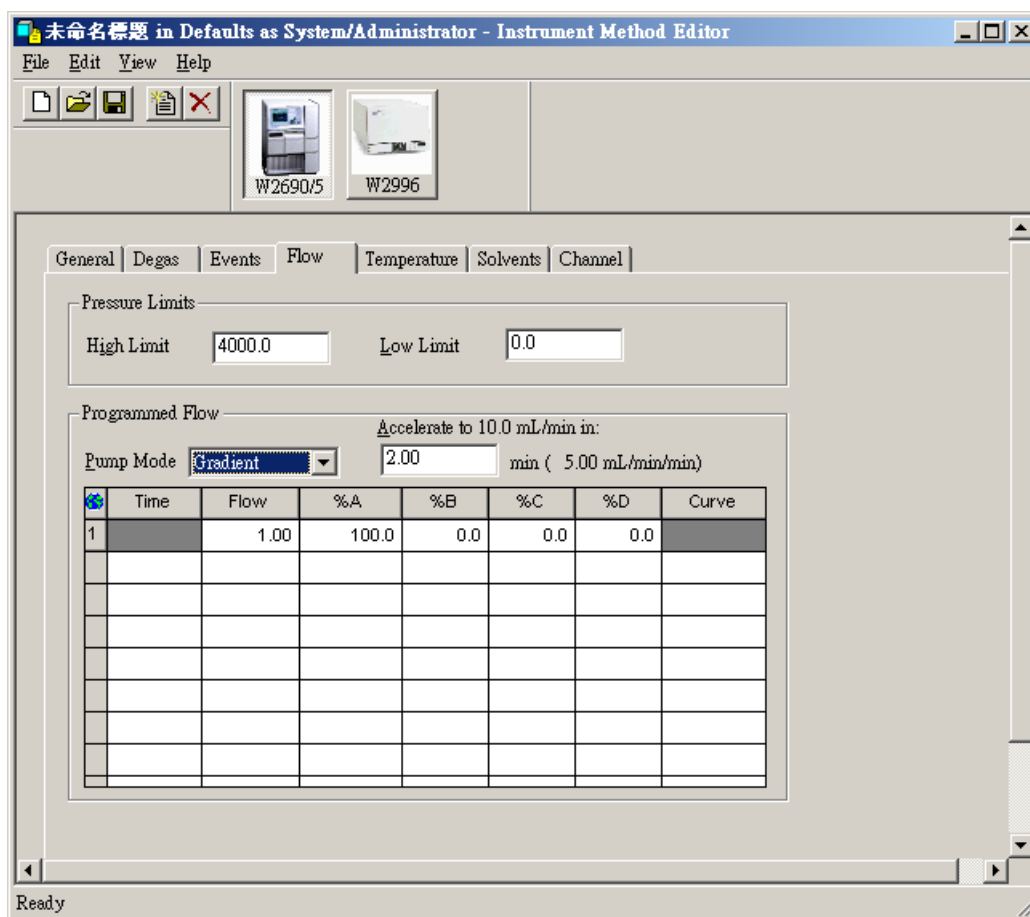 未命名標題 in Defaults as System/Administrator - Instrument Method Editor
File Edit View Help
W2690/5 W2996
General Degas Events Flow Temperature Solvents Channel
Pressure Limits
High Limit 4000.0 Low Limit 0.0
Programmed Flow
Accelerate to 10.0 mL/min in:
Pump Mode Gradient 2.00 min ( 5.00 mL/min/min)
Time Flow %A %B %C %D Curve
1 1.00 100.0 0.0 0.0 0.0
Ready